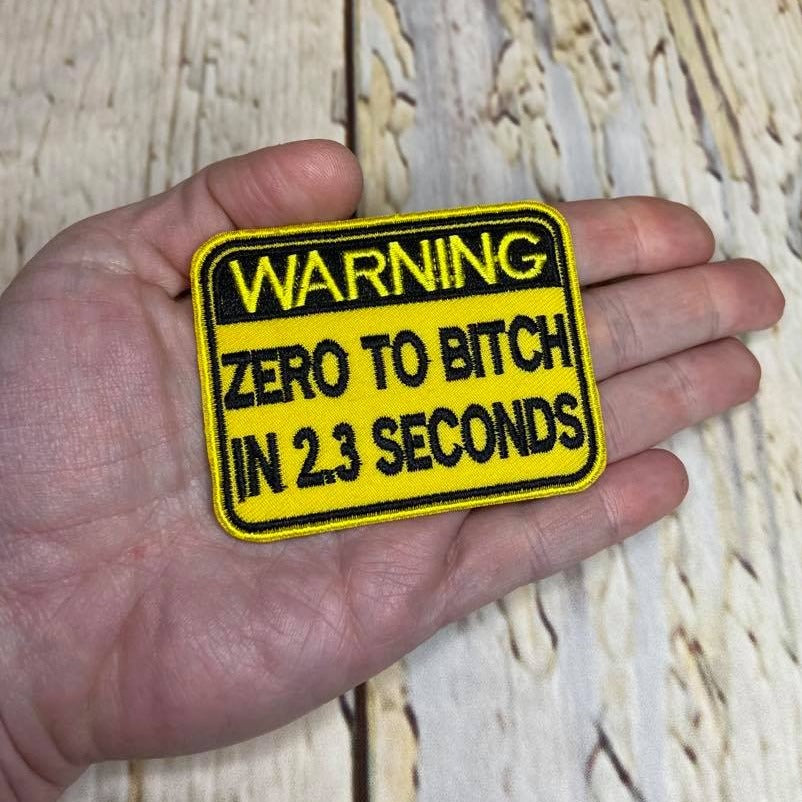 WARNING
ZERO TO BITCH
IN 2.3 SECONDS